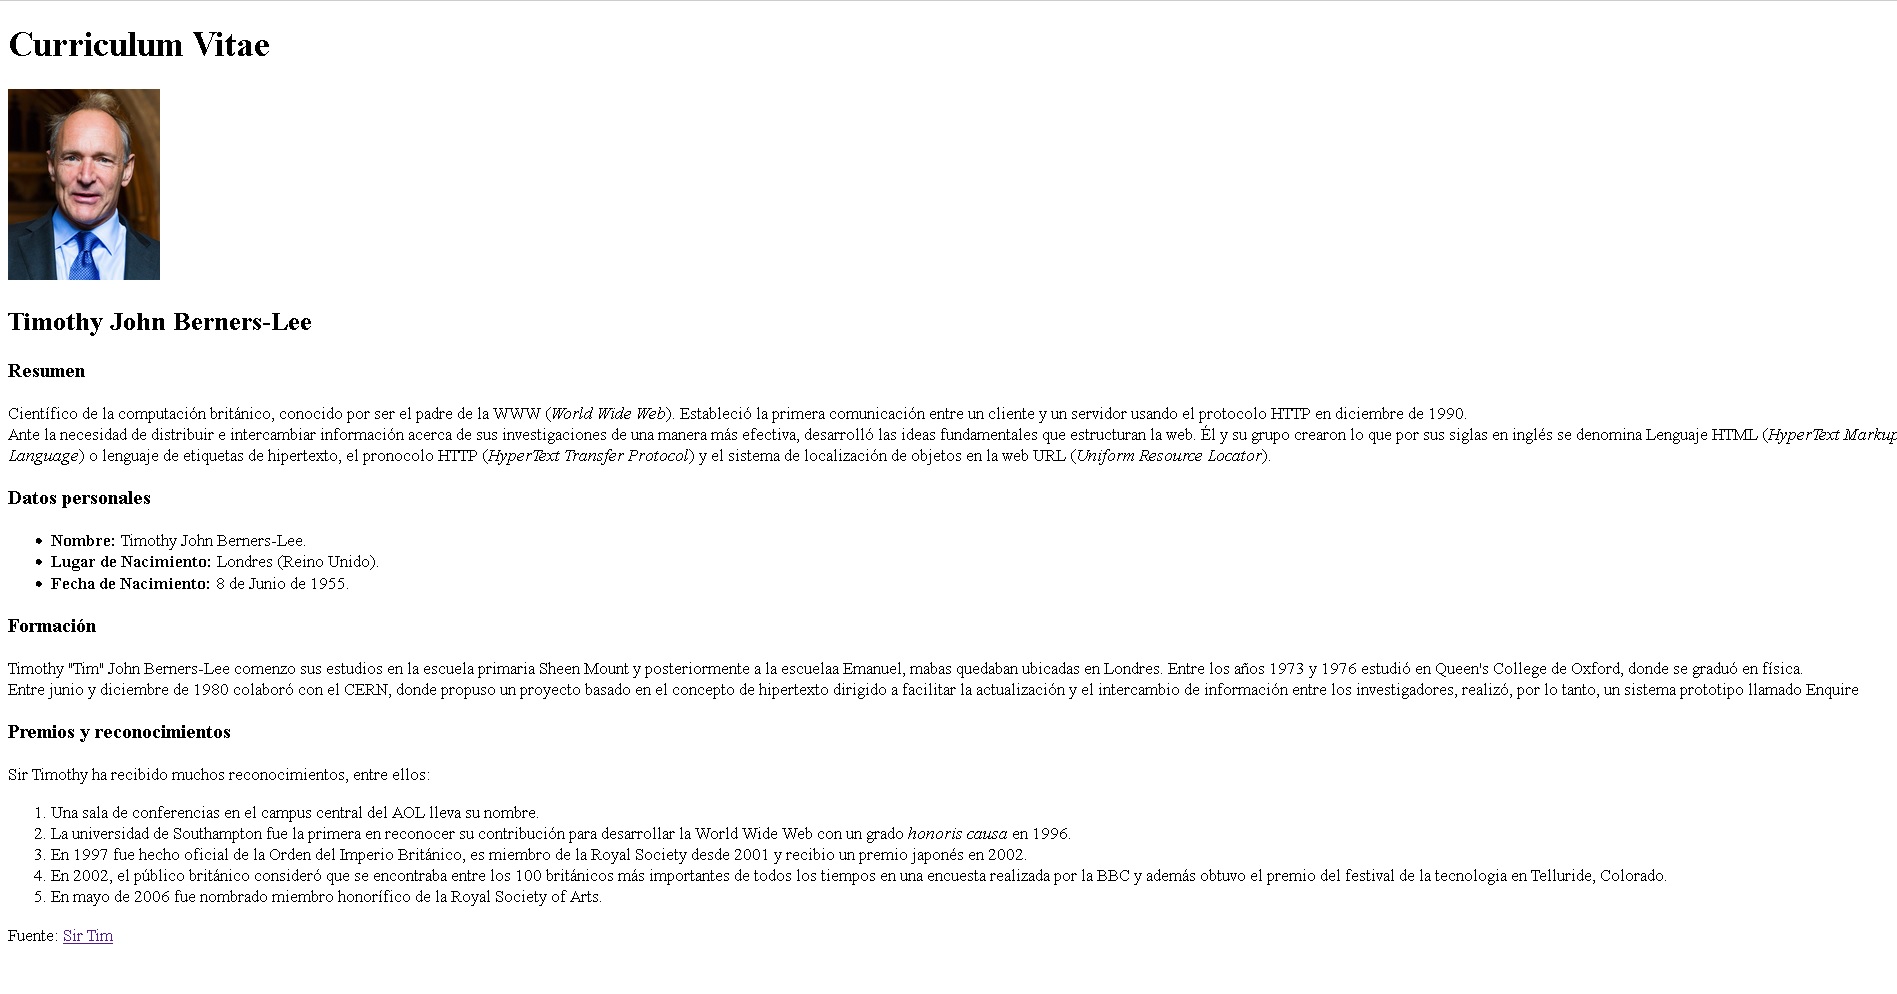 Curriculum Vitae
Timothy John Berners-Lee
Resumen
Científico de la computación británico, conocido por ser el padre de la WWW (World Wide Web). Estableció la primera comunicación entre un cliente y un servidor usando el protocolo HTTP en diciembre de 1990.
Ante la necesidad de distribuir e intercambiar información acerca de sus investigaciones de una manera más efectiva, desarrolló las ideas fundamentales que estructuran la web. Él y su grupo crearon lo que por sus siglas en inglés se denomina Lenguaje HTML (HyperText Markup
Language) o lenguaje de etiquetas de hipertexto, el pronocolo HTTP (HyperText Transfer Protocol) y el sistema de localización de objetos en la web URL (Uniform Resource Locator).
Datos personales
• Nombre: Timothy John Berners-Lee.
• Lugar de Nacimiento: Londres (Reino Unido).
• Fecha de Nacimiento: 8 de Junio de 1955.
Formación
Timothy "Tim" John Berners-Lee comenzo sus estudios en la escuela primaria Sheen Mount y posteriormente a la escuelaa Emanuel, mabas quedaban ubicadas en Londres. Entre los años 1973 y 1976 estudió en Queen's College de Oxford, donde se graduó en física.
Entre junio y diciembre de 1980 colaboró con el CERN, donde propuso un proyecto basado en el concepto de hipertexto dirigido a facilitar la actualización y el intercambio de información entre los investigadores, realizó, por lo tanto, un sistema prototipo llamado Enquire
Premios y reconocimientos
Sir Timothy ha recibido muchos reconocimientos, entre ellos:
1. Una sala de conferencias en el campus central del AOL lleva su nombre.
2. La universidad de Southampton fue la primera en reconocer su contribución para desarrollar la World Wide Web con un grado honoris causa en 1996.
3. En 1997 fue hecho oficial de la Orden del Imperio Británico, es miembro de la Royal Society desde 2001 y recibio un premio japonés en 2002.
4. En 2002, el público británico consideró que se encontraba entre los 100 británicos más importantes de todos los tiempos en una encuesta realizada por la BBC y además obtuvo el premio del festival de la tecnologia en Telluride, Colorado.
5. En mayo de 2006 fue nombrado miembro honorífico de la Royal Society of Arts.
Fuente: Sir Tim